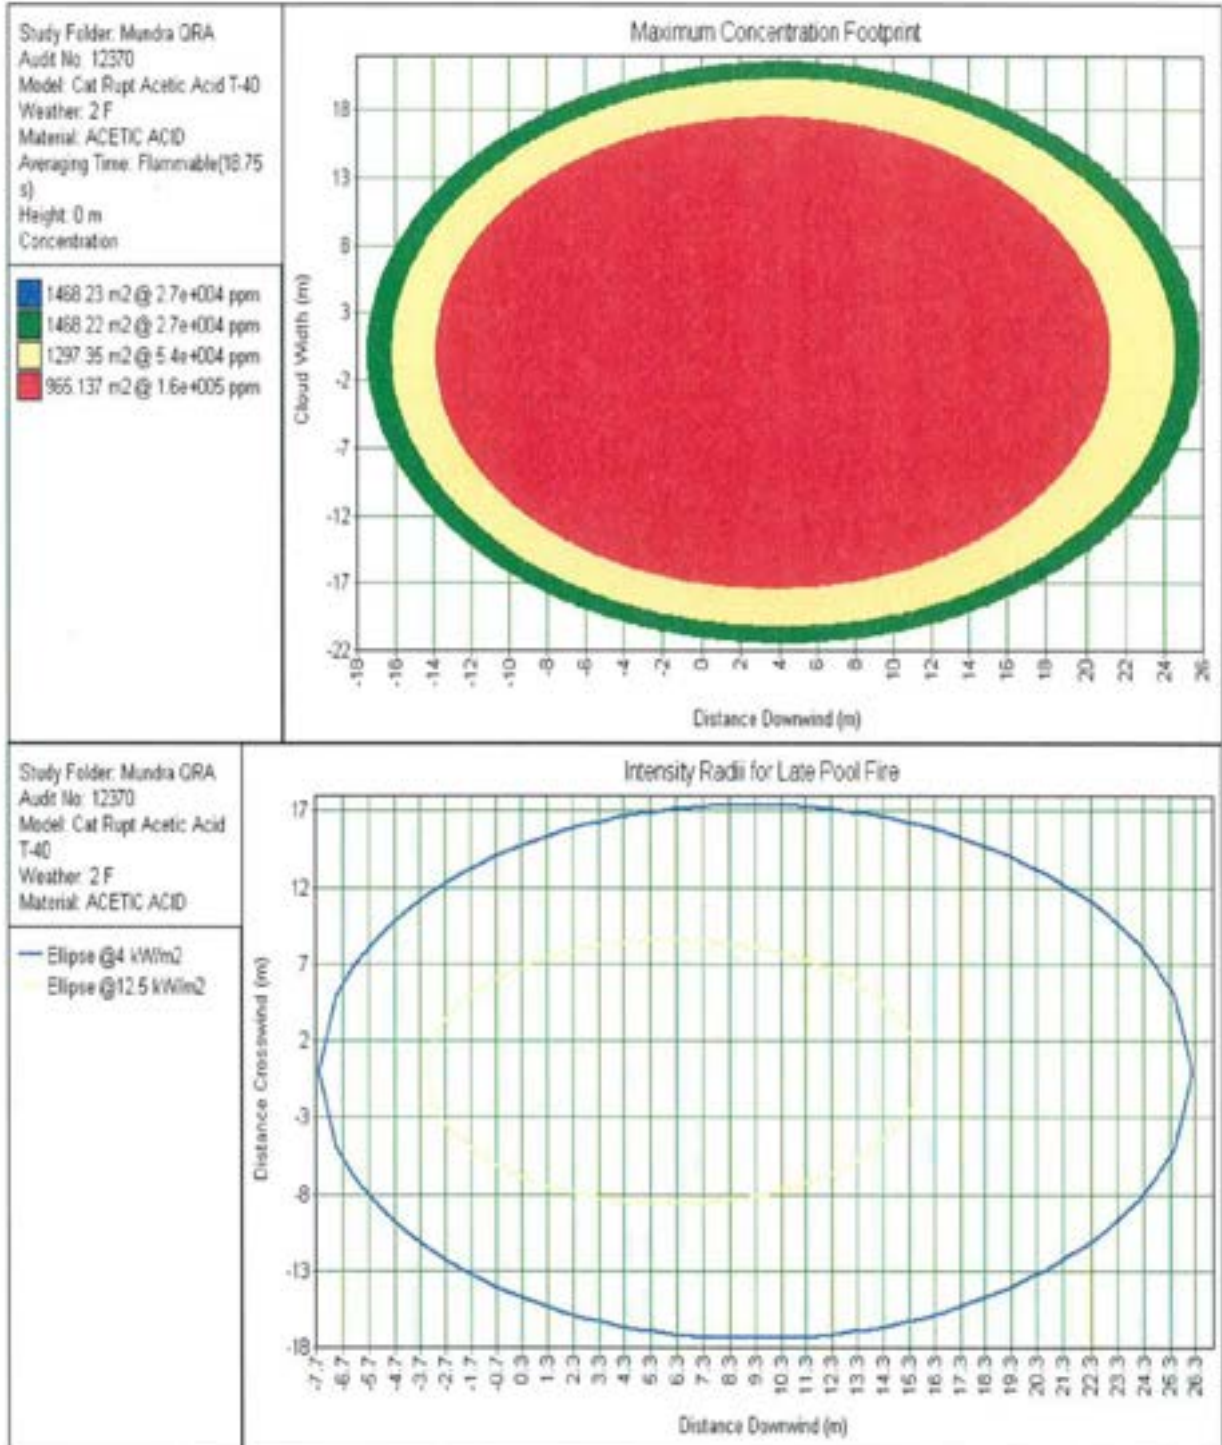 Study Folder: Mundra QRA
Audit No: 12370
Model: Cat Rupt Acetic Acid T-40
Weather: 2 F
Material: ACETIC ACID
Averaging Time: Flammable(18.75
s)
Height: 0 m
Concentration
1468.23 m2 @ 2.7e+004 ppm
1468.22 m2 @ 2.7e+004 ppm
1297.35 m2 @ 5.4e+004 ppm
965.137 m2 @ 1.6e+005 ppm
Maximum Concentration Footprint
Cloud Width (m)
18
13
8
3
-2
-7
-12
-17
-22
-18 -16 -14 -12 -10 -8 -6 -4 -2 0 2 4 6 8 10 12 14 16 18 20 22 24 26
Distance Downwind (m)
Study Folder: Mundra QRA
Audit No: 12370
Model: Cat Rupt Acetic Acid
T-40
Weather: 2 F
Material: ACETIC ACID
Ellipse @4 kW/m2
Ellipse @12.5 kW/m2
Intensity Radii for Late Pool Fire
Distance Crosswind (m)
17
12
7
2
-3
-8
-13
-18
-7.7 -6.7 -5.7 -4.7 -3.7 -2.7 -1.7 -0.7 0.3 1.3 2.3 3.3 4.3 5.3 6.3 7.3 8.3 9.3 10.3 11.3 12.3 13.3 14.3 15.3 16.3 17.3 18.3 19.3 20.3 21.3 22.3 23.3 24.3 25.3 26.3
Distance Downwind (m)